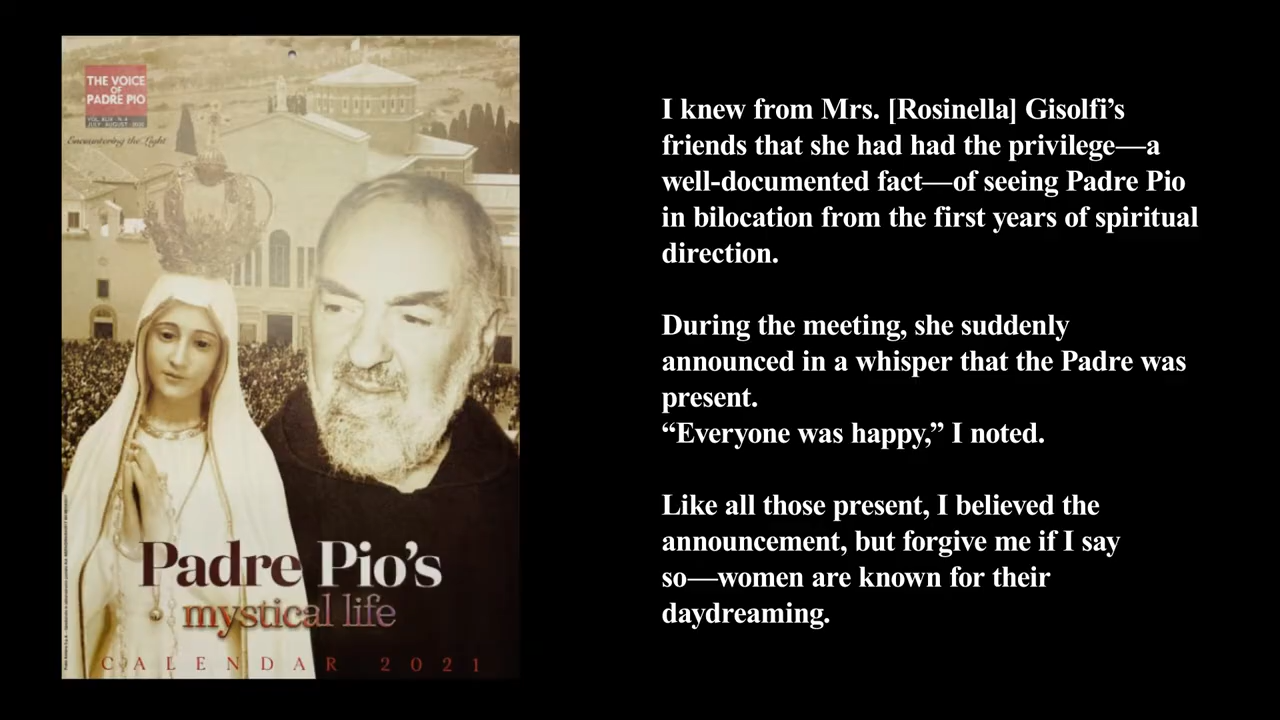 THE VOICE
OF
PADRE PIO
Encountering the Light
Padre Pio's
mystical life
CALENDAR 2021
I knew from Mrs. [Rosinella] Gisolfi’s
friends that she had had the privilege—a
well-documented fact—of seeing Padre Pio
in bilocation from the first years of spiritual
direction.
During the meeting, she suddenly
announced in a whisper that the Padre was
present.
“Everyone was happy,” I noted.
Like all those present, I believed the
announcement, but forgive me if I say
so—women are known for their
daydreaming.